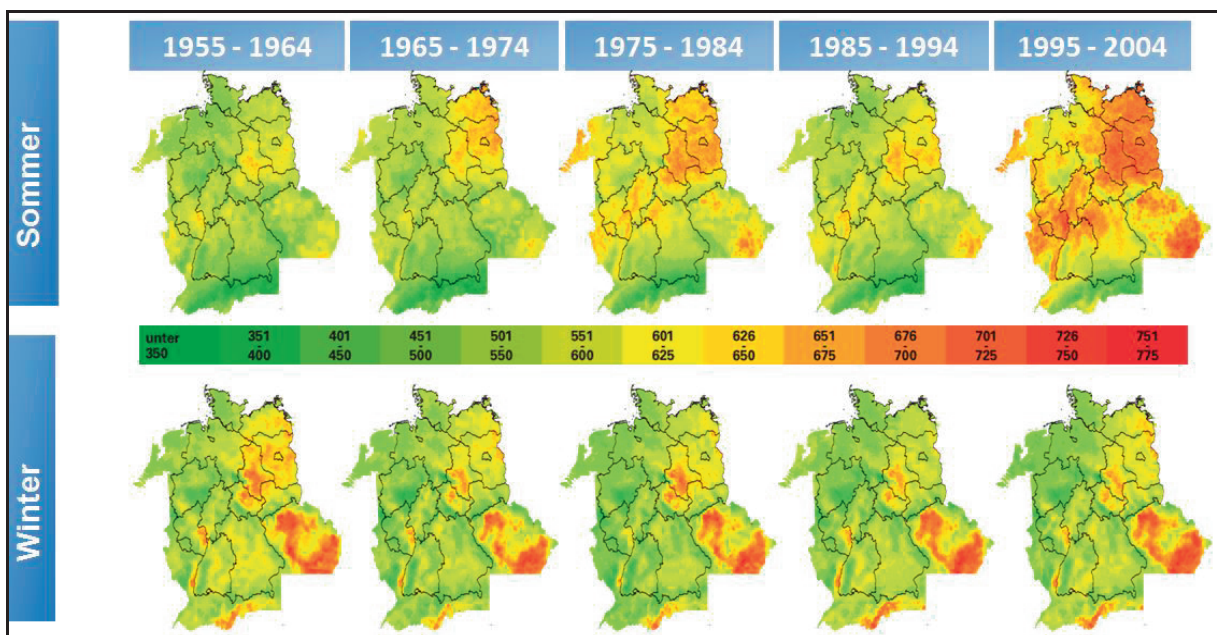 1955 - 1964 1965 - 1974 1975 - 1984 1985 - 1994 1995 - 2004
Sommer
unter 351 401 451 501 551 601 626 651 676 701 726 751
- - - - - - - - - - - -
350 400 450 500 550 600 625 650 675 700 725 750 775
Winter